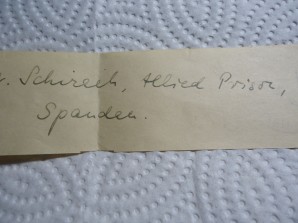 v. Schirach, Allied Prison,
Spandau.